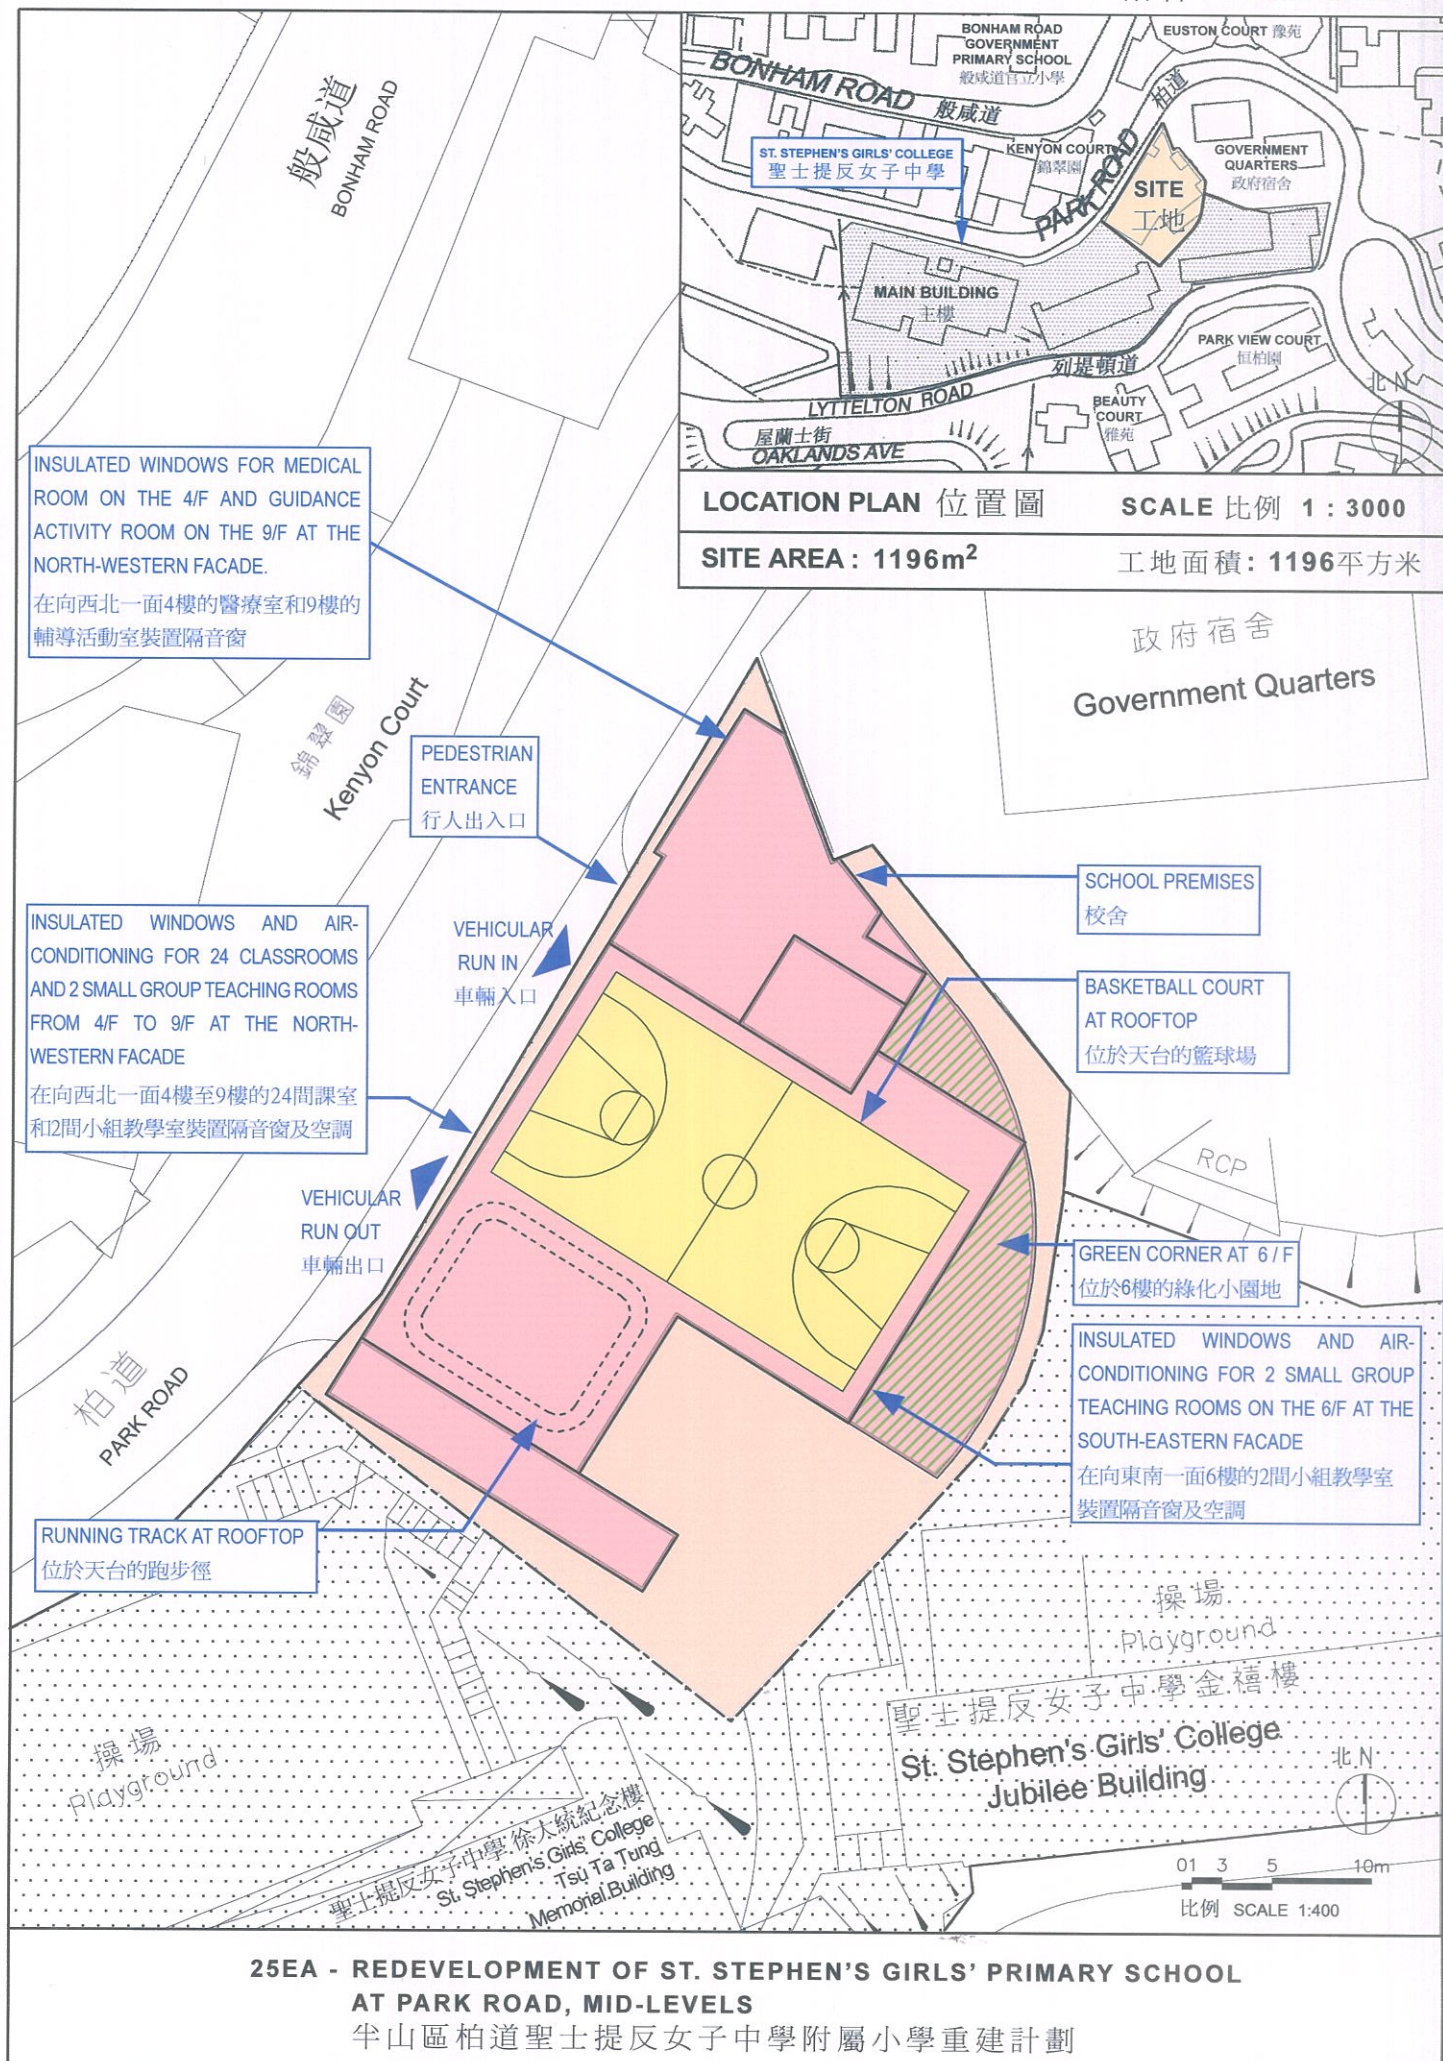 般咸道
BONHAM ROAD
BONHAM ROAD
GOVERNMENT
PRIMARY SCHOOL
般咸道官立小學
EUSTON COURT 豫苑
BONHAM ROAD 般咸道
柏道
PARK ROAD
ST. STEPHEN'S GIRLS' COLLEGE
聖士提反女子中學
KENYON COURT
錦翠園
GOVERNMENT
QUARTERS
政府宿舍
SITE
工地
MAIN BUILDING
主樓
PARK VIEW COURT
恒柏園
列堤頓道
LYTTELTON ROAD
BEAUTY
COURT
雅苑
屋蘭士街
OAKLANDS AVE
北 N
LOCATION PLAN 位置圖 SCALE 比例 1 : 3000
SITE AREA : 1196m² 工地面積: 1196平方米
INSULATED WINDOWS FOR MEDICAL
ROOM ON THE 4/F AND GUIDANCE
ACTIVITY ROOM ON THE 9/F AT THE
NORTH-WESTERN FACADE.
在向西北一面4樓的醫療室和9樓的
輔導活動室裝置隔音窗
政府宿舍
Government Quarters
錦翠園
Kenyon Court
PEDESTRIAN
ENTRANCE
行人出入口
SCHOOL PREMISES
校舍
INSULATED WINDOWS AND AIR-
CONDITIONING FOR 24 CLASSROOMS
AND 2 SMALL GROUP TEACHING ROOMS
FROM 4/F TO 9/F AT THE NORTH-
WESTERN FACADE
在向西北一面4樓至9樓的24間課室
和2間小組教學室裝置隔音窗及空調
VEHICULAR
RUN IN
車輛入口
BASKETBALL COURT
AT ROOFTOP
位於天台的籃球場
RCP
VEHICULAR
RUN OUT
車輛出口
GREEN CORNER AT 6 / F
位於6樓的綠化小園地
INSULATED WINDOWS AND AIR-
CONDITIONING FOR 2 SMALL GROUP
TEACHING ROOMS ON THE 6/F AT THE
SOUTH-EASTERN FACADE
在向東南一面6樓的2間小組教學室
裝置隔音窗及空調
柏道
PARK ROAD
RUNNING TRACK AT ROOFTOP
位於天台的跑步徑
操場
Playground
聖士提反女子中學金禧樓
St. Stephen's Girls' College
Jubilee Building
操場
Playground
聖士提反女子中學 徐大統紀念樓
St. Stephen's Girls' College
Tsu Ta Tung
Memorial Building
北 N
01 3 5 10m
比例 SCALE 1:400
25EA - REDEVELOPMENT OF ST. STEPHEN'S GIRLS' PRIMARY SCHOOL
AT PARK ROAD, MID-LEVELS
半山區柏道聖士提反女子中學附屬小學重建計劃